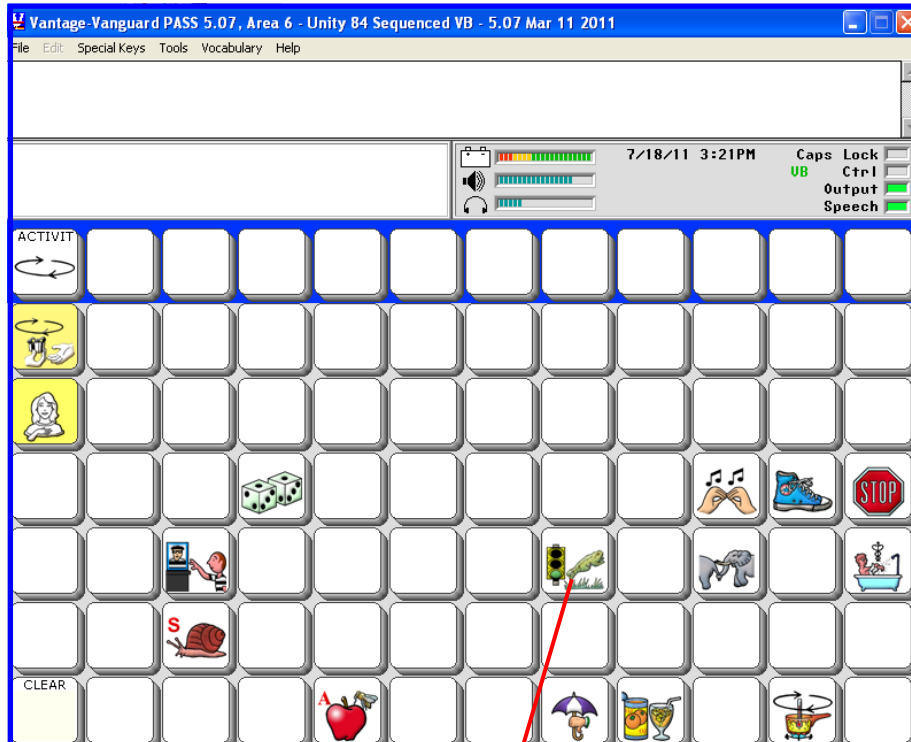 Vantage-Vanguard PASS 5.07, Area 6 - Unity 84 Sequenced VB - 5.07 Mar 11 2011
File Edit Special Keys Tools Vocabulary Help
7/18/11 3:21PM Caps Lock
VB Ctrl
Output
Speech
ACTIVIT
STOP
S
CLEAR
A